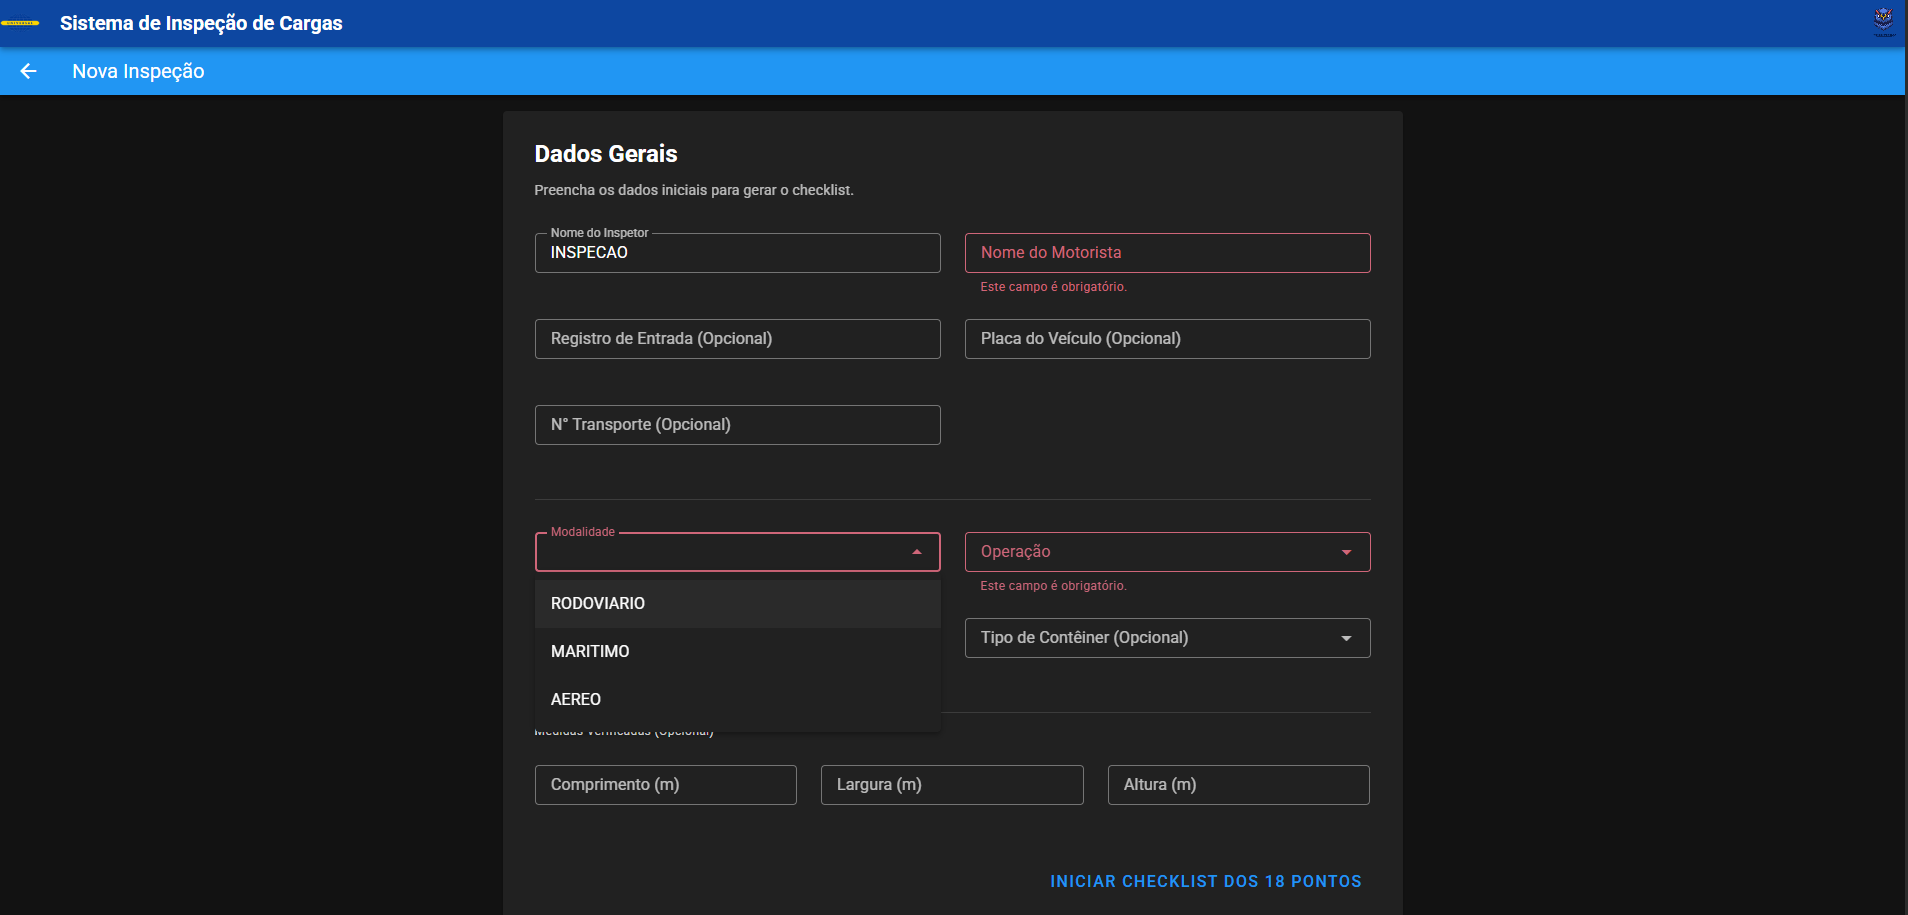 UNIVERSAL
Sistema de Inspeção de Cargas
Nova Inspeção
Dados Gerais
Preencha os dados iniciais para gerar o checklist.
Nome do Inspetor
INSPECAO
Nome do Motorista
Este campo é obrigatório.
Registro de Entrada (Opcional)
Placa do Veículo (Opcional)
N° Transporte (Opcional)
Modalidade
Operação
Este campo é obrigatório.
RODOVIARIO
MARITIMO
AEREO
Tipo de Contêiner (Opcional)
Medidas Verificadas (Opcional)
Comprimento (m)
Largura (m)
Altura (m)
INICIAR CHECKLIST DOS 18 PONTOS